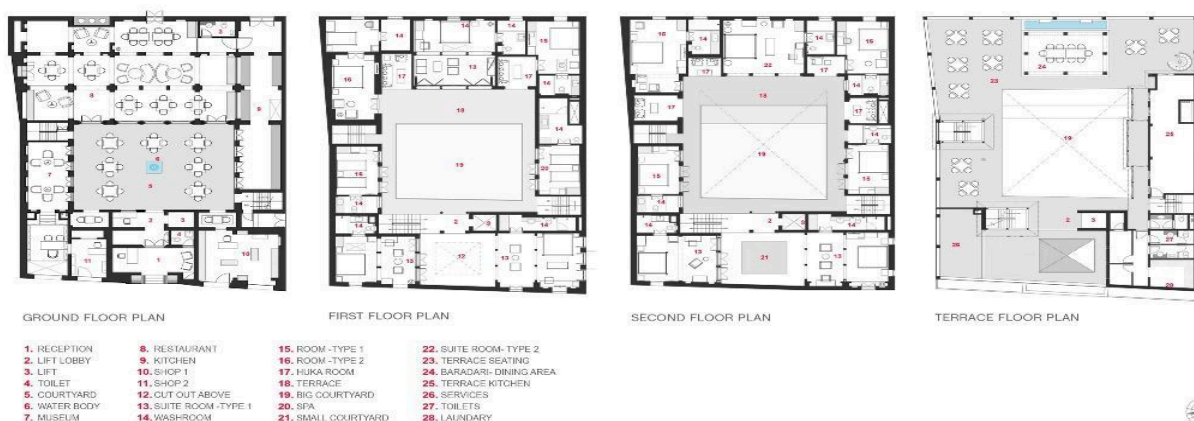 GROUND FLOOR PLAN
FIRST FLOOR PLAN
SECOND FLOOR PLAN
TERRACE FLOOR PLAN
1. RECEPTION
2. LIFT LOBBY
3. LIFT
4. TOILET
5. COURTYARD
6. WATER BODY
7. MUSEUM
8. RESTAURANT
9. KITCHEN
10. SHOP 1
11. SHOP 2
12. CUT OUT ABOVE
13. SUITE ROOM -TYPE 1
14. WASHROOM
15. ROOM -TYPE 1
16. ROOM -TYPE 2
17. HUKA ROOM
18. TERRACE
19. BIG COURTYARD
20. SPA
21. SMALL COURTYARD
22. SUITE ROOM- TYPE 2
23. TERRACE SEATING
24. BARADARI- DINING AREA
25. TERRACE KITCHEN
26. SERVICES
27. TOILETS
28. LAUNDARY